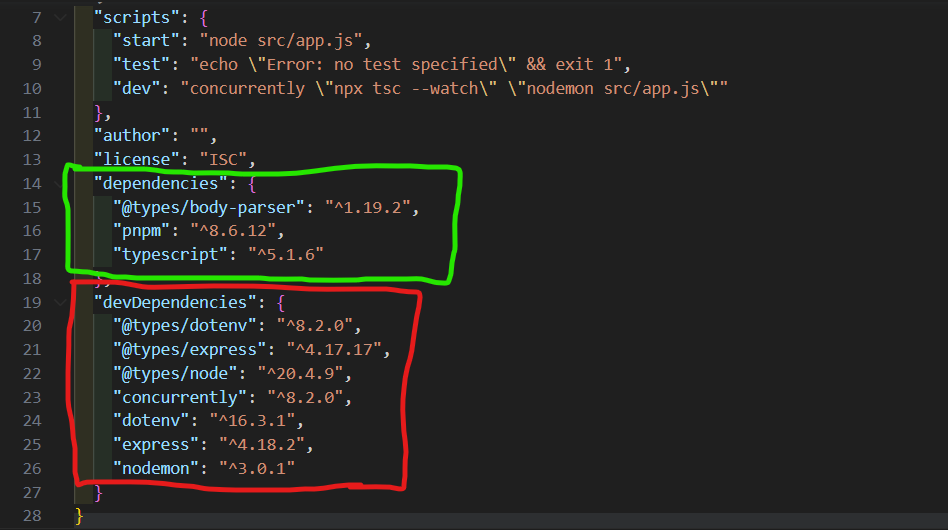 7 "scripts": {
8 "start": "node src/app.js",
9 "test": "echo \"Error: no test specified\" && exit 1",
10 "dev": "concurrently \"npx tsc --watch\" \"nodemon src/app.js\""
11 },
12 "author": "",
13 "license": "ISC",
14 "dependencies": {
15 "@types/body-parser": "^1.19.2",
16 "pnpm": "^8.6.12",
17 "typescript": "^5.1.6"
18 },
19 "devDependencies": {
20 "@types/dotenv": "^8.2.0",
21 "@types/express": "^4.17.17",
22 "@types/node": "^20.4.9",
23 "concurrently": "^8.2.0",
24 "dotenv": "^16.3.1",
25 "express": "^4.18.2",
26 "nodemon": "^3.0.1"
27 }
28 }